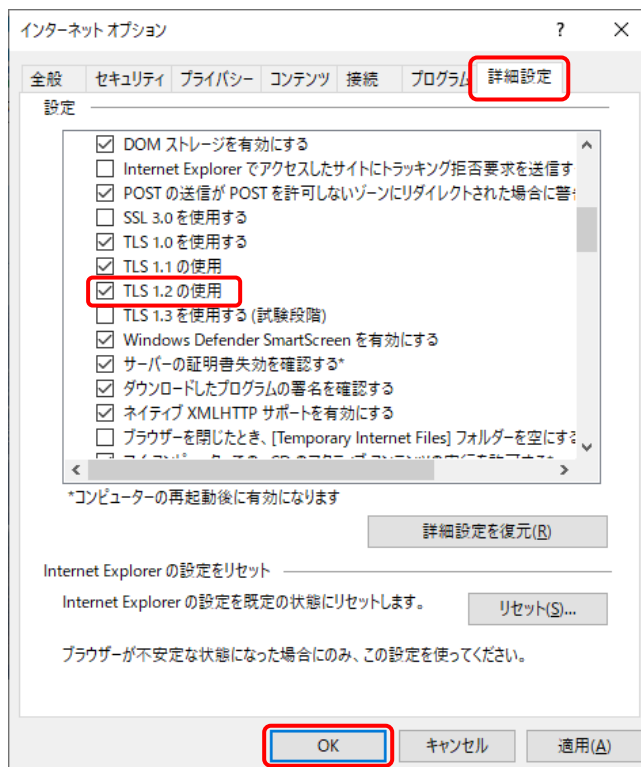 インターネット オプション
?
全般 セキュリティ プライバシー コンテンツ 接続 プログラム 詳細設定
設定
DOM ストレージを有効にする
Internet Explorer でアクセスしたサイトにトラッキング拒否要求を送信す
POST の送信が POST を許可しないゾーンにリダイレクトされた場合に警
SSL 3.0 を使用する
TLS 1.0 を使用する
TLS 1.1 の使用
TLS 1.2 の使用
TLS 1.3 を使用する (試験段階)
Windows Defender SmartScreen を有効にする
サーバーの証明書失効を確認する*
ダウンロードしたプログラムの署名を確認する
ネイティブ XMLHTTP サポートを有効にする
ブラウザーを閉じたとき、[Temporary Internet Files] フォルダーを空にする
*コンピューターの再起動後に有効になります
詳細設定を復元(R)
Internet Explorer の設定をリセット
Internet Explorer の設定を既定の状態にリセットします。
リセット(S)...
ブラウザーが不安定な状態になった場合にのみ、この設定を使ってください。
OK キャンセル 適用(A)